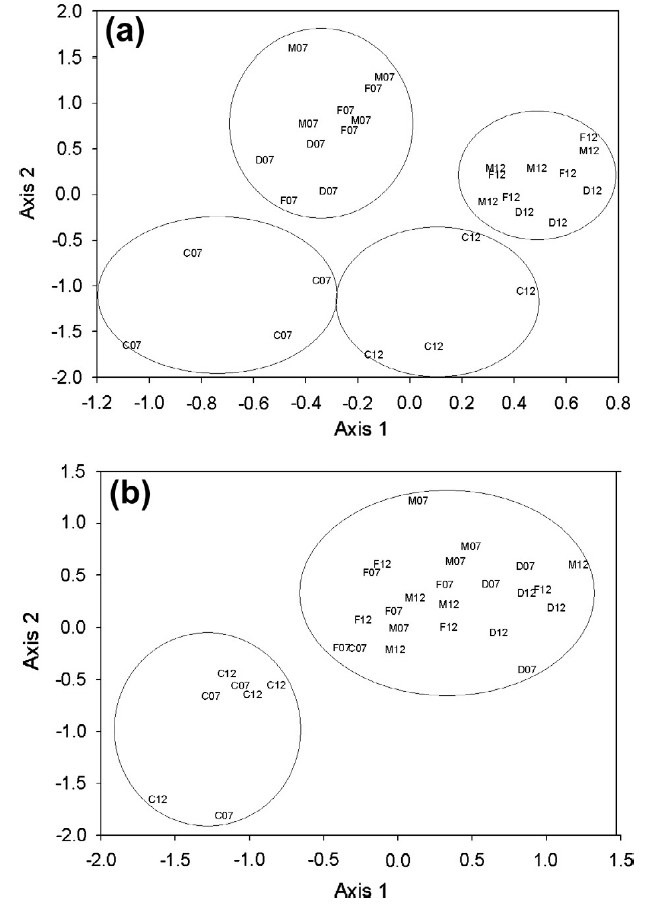 (a)
2.0
1.5
1.0
0.5
0.0
-0.5
-1.0
-1.5
-2.0
Axis 2
M07
M07
F07
F07
M07
M07
F07
D07
D07
D07
F07
F12
M12
M12
M12
F12
F12
D12
F12
M12
D12
D12
C07
C07
C07
C07
C12
C12
C12
C12
-1.2 -1.0 -0.8 -0.6 -0.4 -0.2 0.0 0.2 0.4 0.6 0.8
Axis 1
(b)
1.5
1.0
0.5
0.0
-0.5
-1.0
-1.5
-2.0
Axis 2
M07
M07
M07
F12
F07
D07
M12
F07
D07
D12
F12
M12
M12
D12
F07
F12
M07
F12
D12
F07
C07
M12
D07
C12
C07
C12
C07
C12
C12
C07
-2.0 -1.5 -1.0 -0.5 0.0 0.5 1.0 1.5
Axis 1